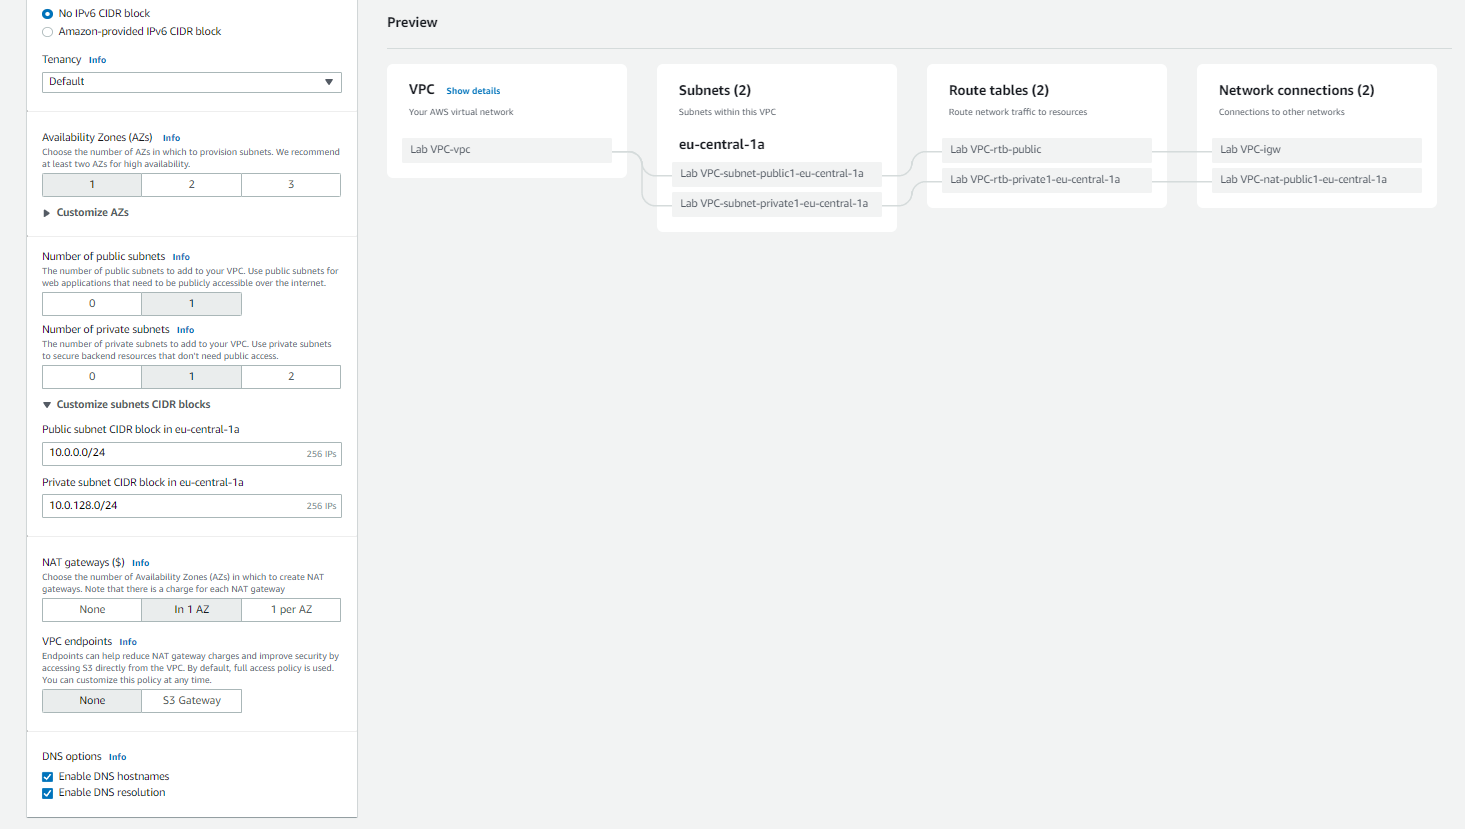 No IPv6 CIDR block
Amazon-provided IPv6 CIDR block
Tenancy Info
Default
Availability Zones (AZs) Info
Choose the number of AZs in which to provision subnets. We recommend
at least two AZs for high availability.
1 2 3
Customize AZs
Number of public subnets Info
The number of public subnets to add to your VPC. Use public subnets for
web applications that need to be publicly accessible over the internet.
0 1
Number of private subnets Info
The number of private subnets to add to your VPC. Use private subnets
to secure backend resources that don't need public access.
0 1 2
Customize subnets CIDR blocks
Public subnet CIDR block in eu-central-1a
10.0.0.0/24 256 IPs
Private subnet CIDR block in eu-central-1a
10.0.128.0/24 256 IPs
NAT gateways ($) Info
Choose the number of Availability Zones (AZs) in which to create NAT
gateways. Note that there is a charge for each NAT gateway
None In 1 AZ 1 per AZ
VPC endpoints Info
Endpoints can help reduce NAT gateway charges and improve security by
accessing S3 directly from the VPC. By default, full access policy is used.
You can customize this policy at any time.
None S3 Gateway
DNS options Info
Enable DNS hostnames
Enable DNS resolution
Preview
VPC Show details
Your AWS virtual network
Lab VPC-vpc
Subnets (2)
Subnets within this VPC
eu-central-1a
Lab VPC-subnet-public1-eu-central-1a
Lab VPC-subnet-private1-eu-central-1a
Route tables (2)
Route network traffic to resources
Lab VPC-rtb-public
Lab VPC-rtb-private1-eu-central-1a
Network connections (2)
Connections to other networks
Lab VPC-igw
Lab VPC-nat-public1-eu-central-1a